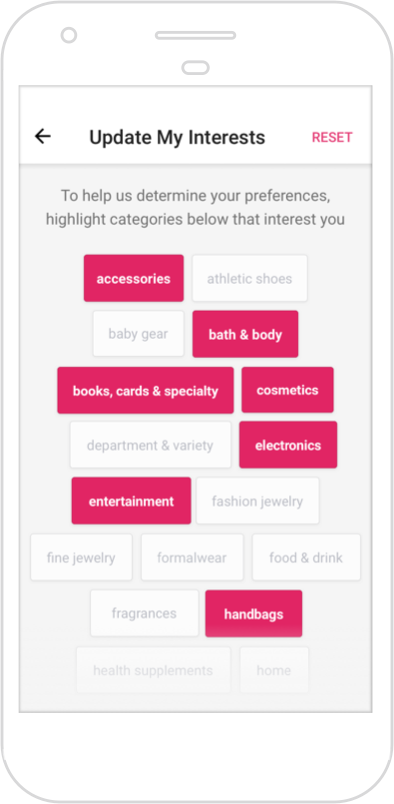 Update My Interests RESET
To help us determine your preferences,
highlight categories below that interest you
accessories athletic shoes
baby gear bath & body
books, cards & specialty cosmetics
department & variety electronics
entertainment fashion jewelry
fine jewelry formalwear food & drink
fragrances handbags
health supplements home